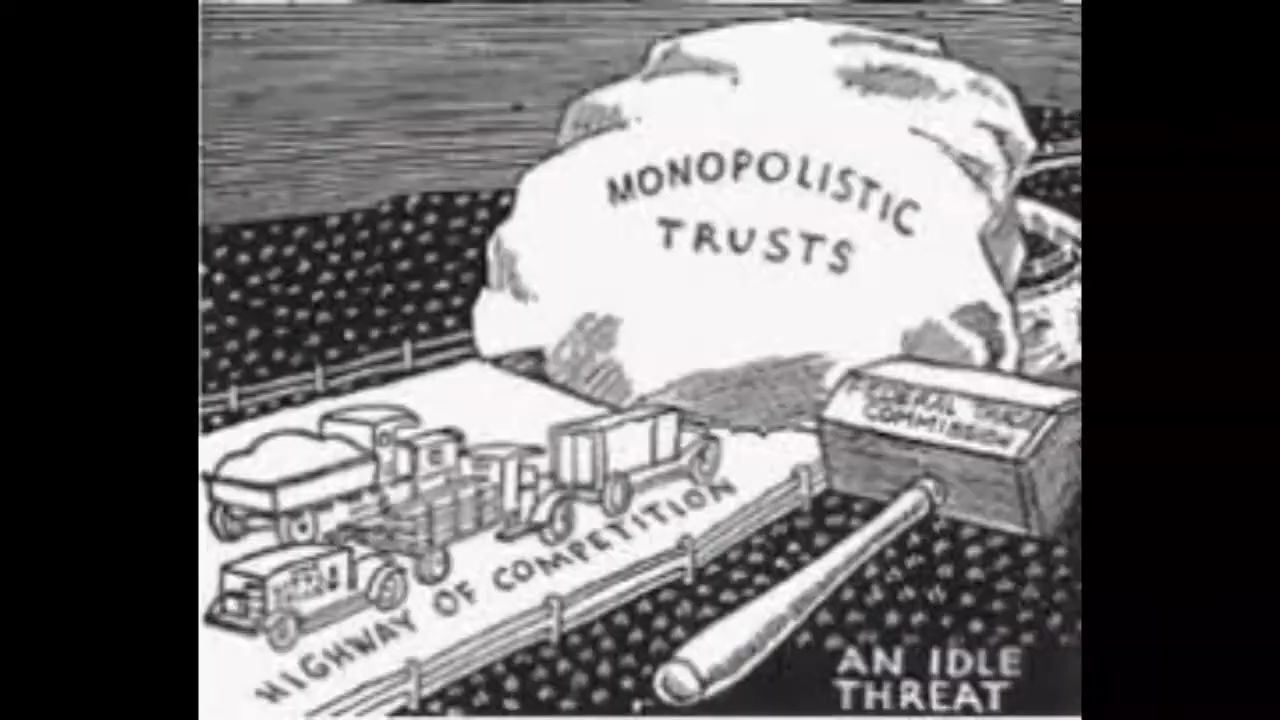 MONOPOLISTIC
TRUSTS
FEDERAL TRADE
COMMISSION
HIGHWAY OF COMPETITION
AN IDLE
THREAT